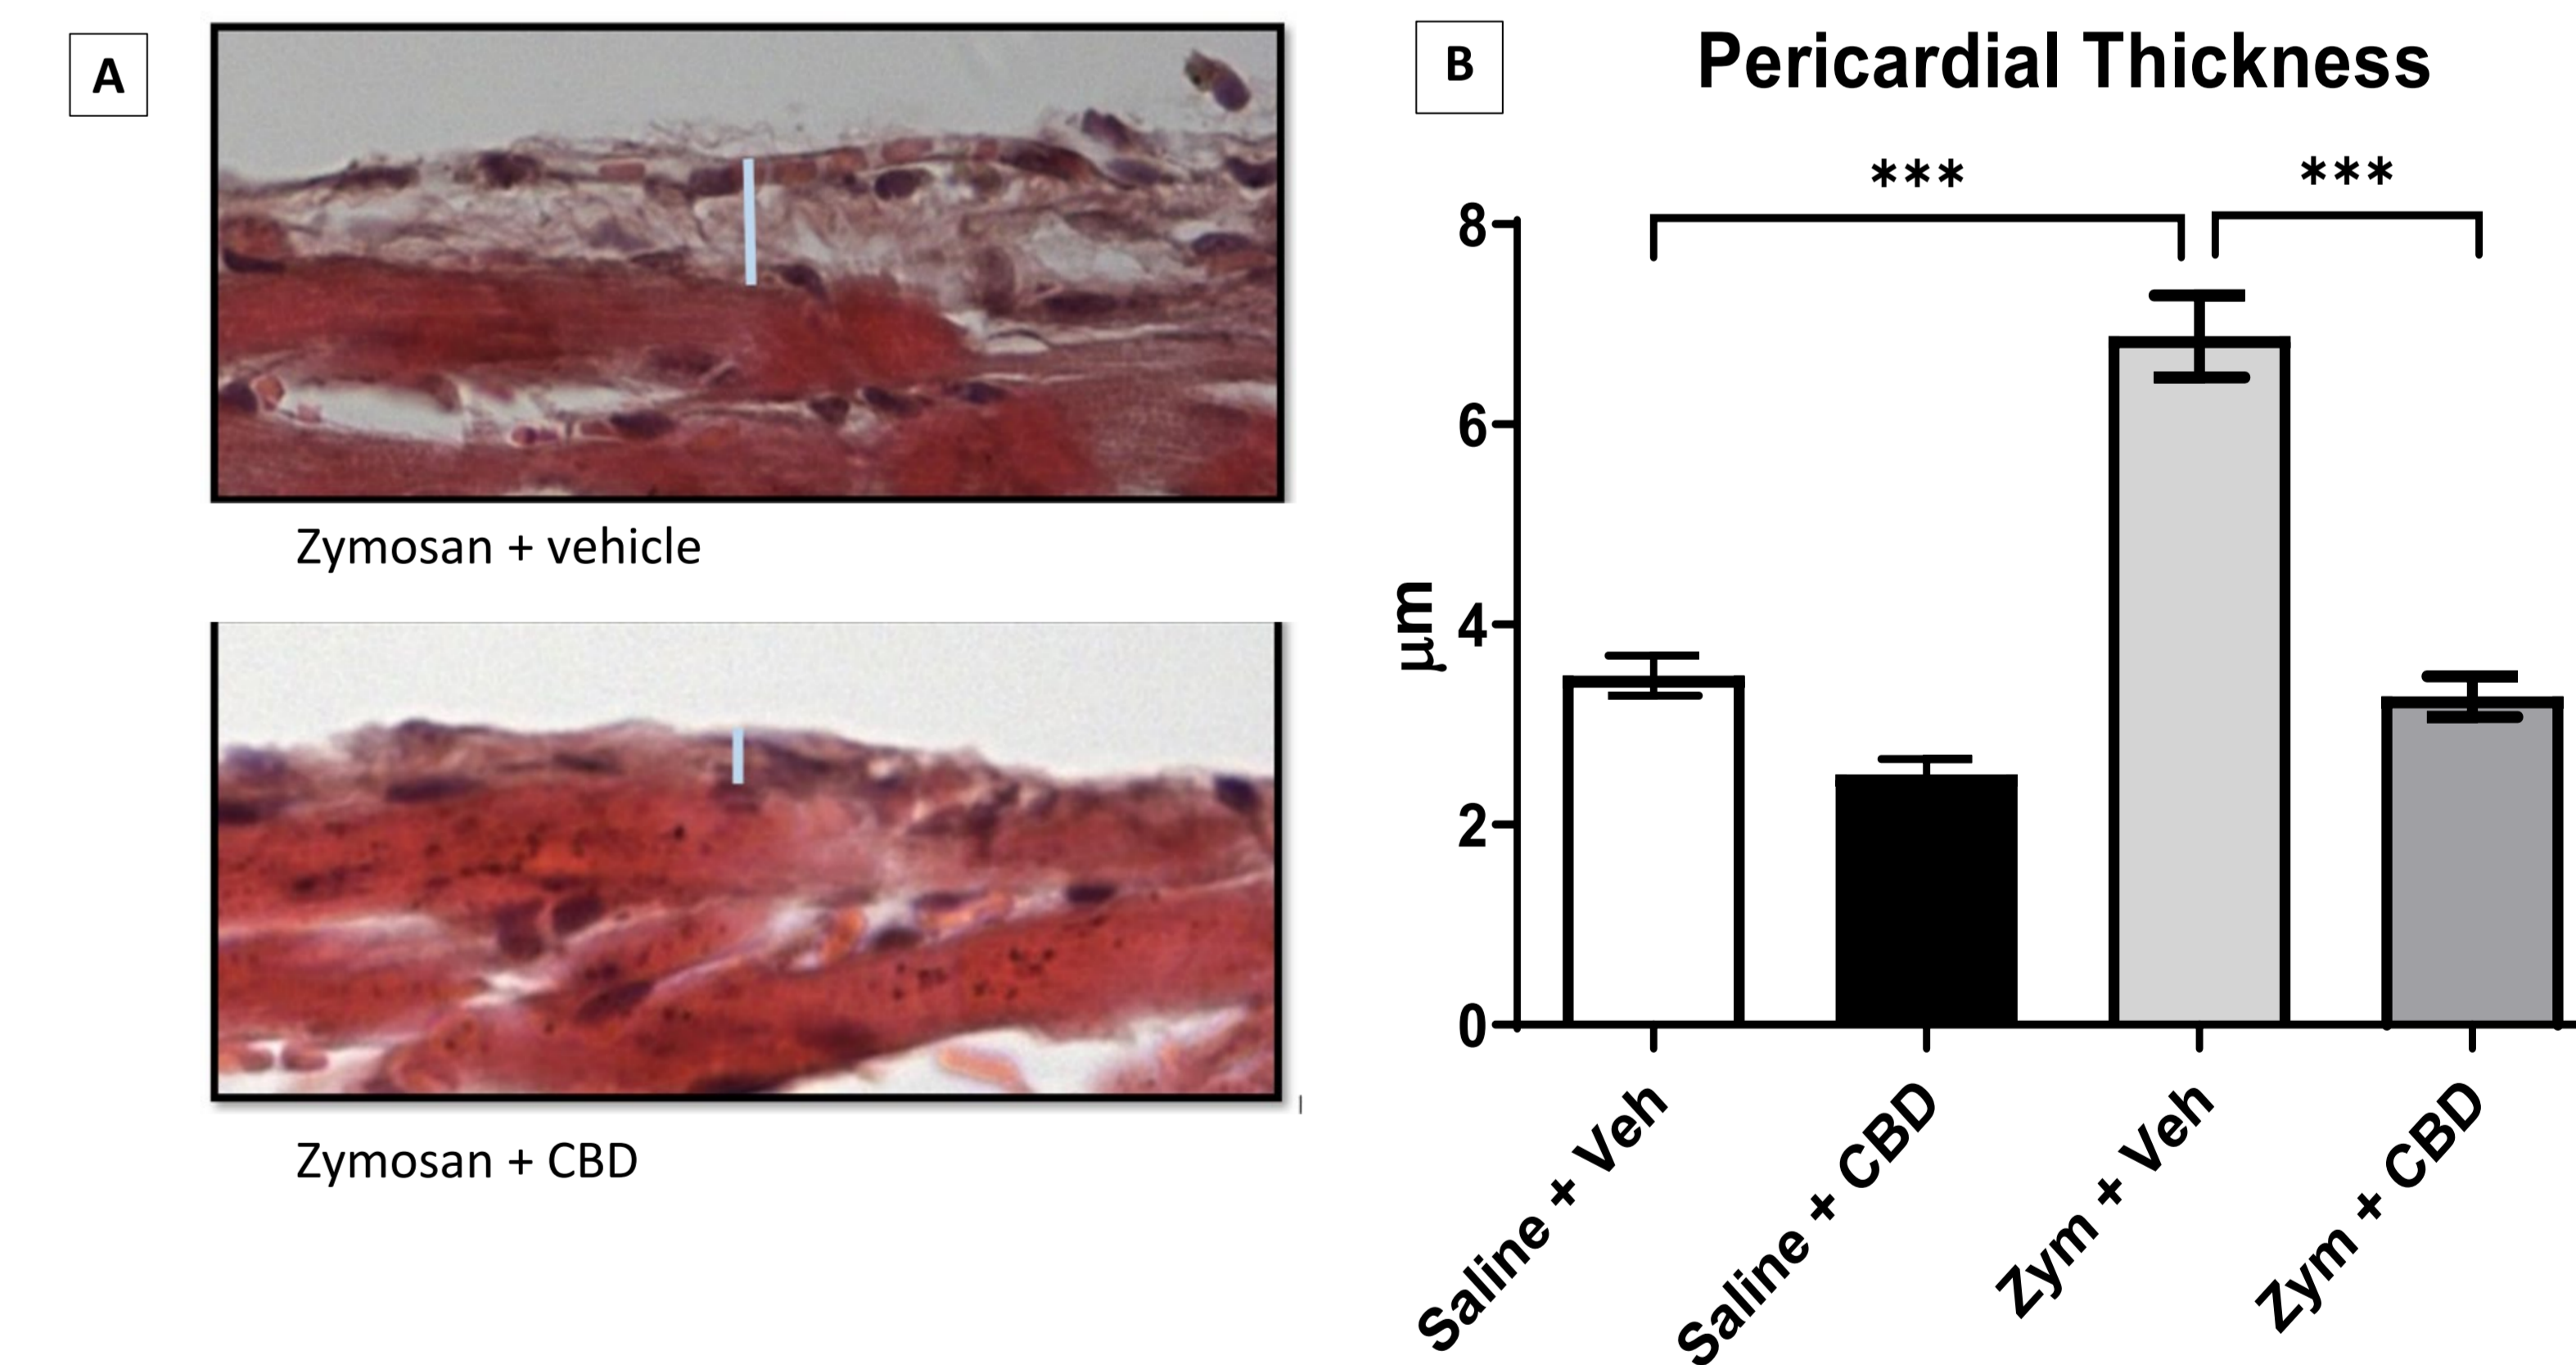 A
Zymosan + vehicle
Zymosan + CBD
B
Pericardial Thickness
***
***
μm
8
6
4
2
0
Saline + Veh
Saline + CBD
Zym + Veh
Zym + CBD